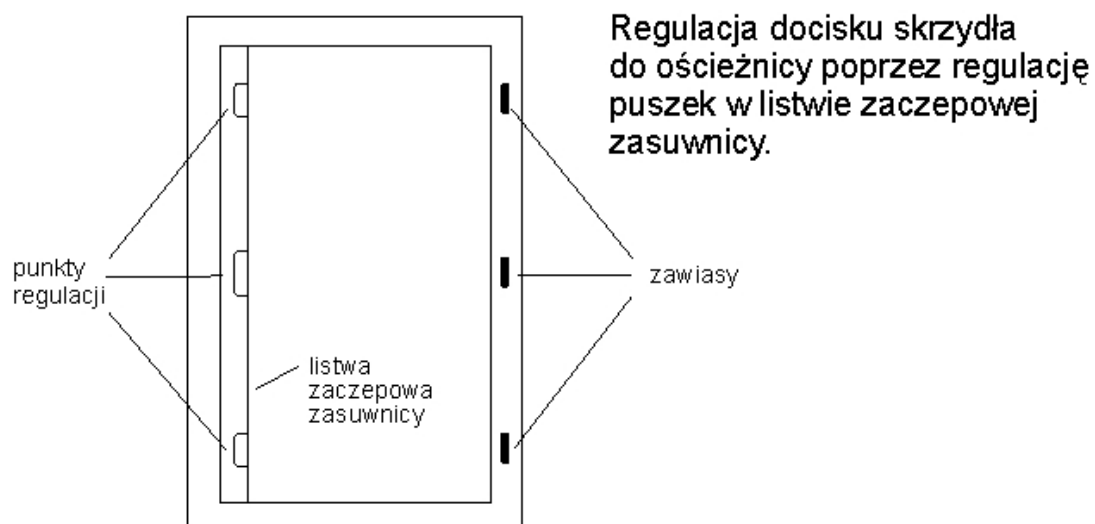 Regulacja docisku skrzydła
do ościeżnicy poprzez regulację
puszek w listwie zaczepowej
zasuwnicy.
punkty
regulacji
zawiasy
listwa
zaczepowa
zasuwnicy